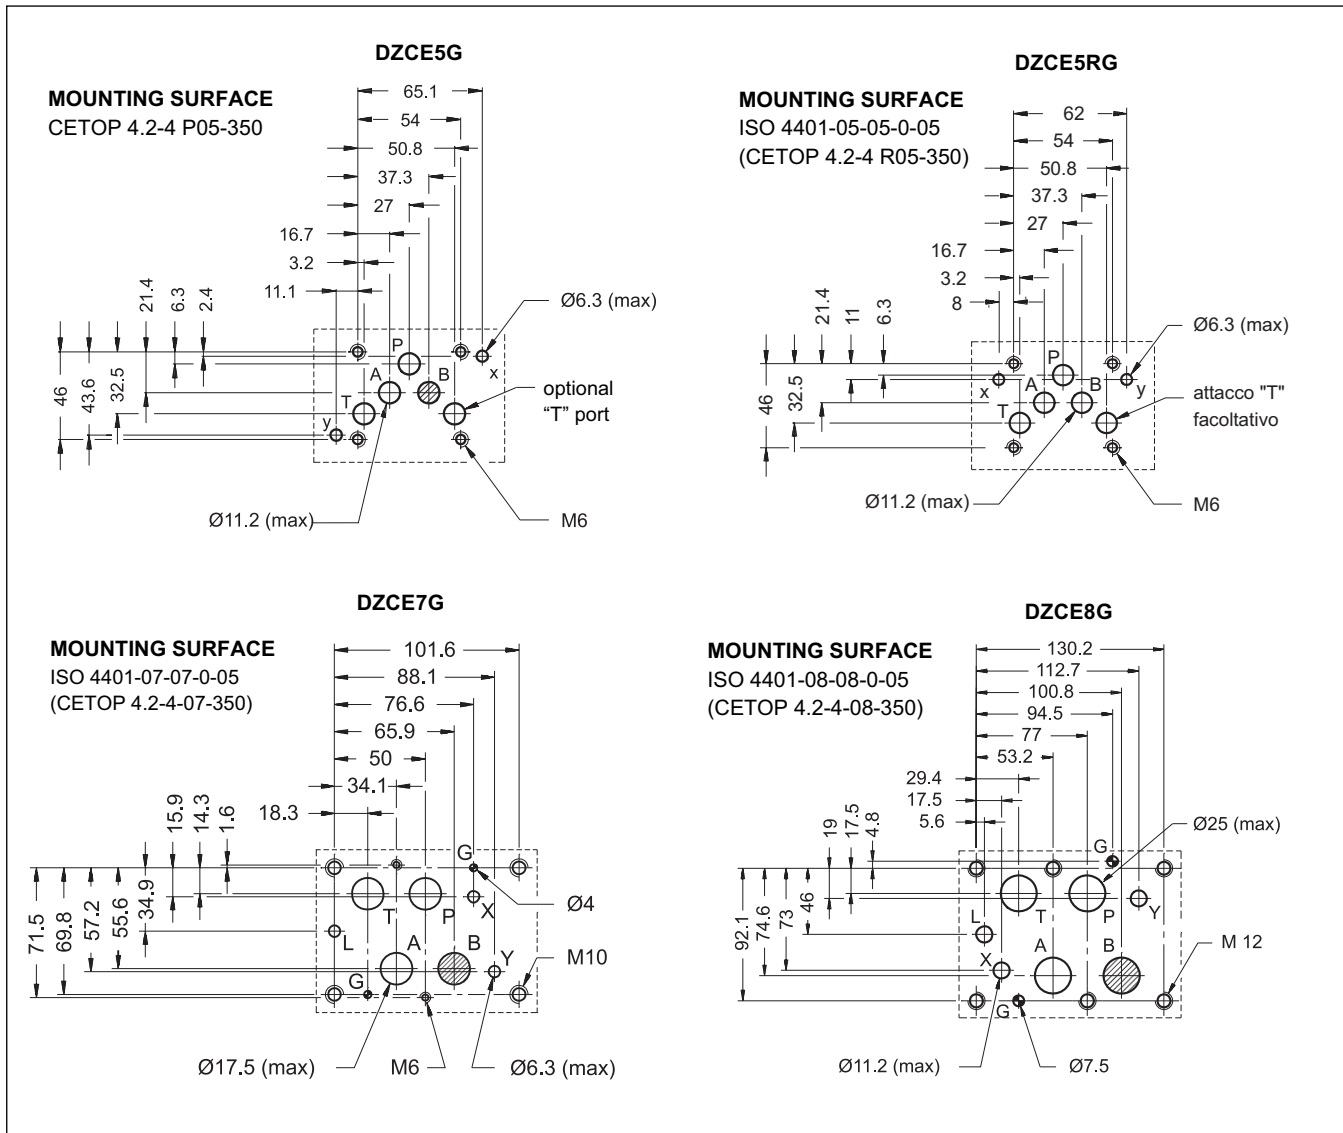 DZCE5G
MOUNTING SURFACE
CETOP 4.2-4 P05-350
65.1
54
50.8
37.3
27
16.7
3.2
11.1
21.4
6.3
2.4
Ø6.3 (max)
P
x
A
B
optional
“T” port
T
y
46
43.6
32.5
Ø11.2 (max)
M6
DZCE5RG
MOUNTING SURFACE
ISO 4401-05-05-0-05
(CETOP 4.2-4 R05-350)
62
54
50.8
37.3
27
16.7
3.2
8
21.4
11
6.3
Ø6.3 (max)
P
x
A
B
y
attacco "T"
facoltativo
T
46
32.5
Ø11.2 (max)
M6
DZCE7G
MOUNTING SURFACE
ISO 4401-07-07-0-05
(CETOP 4.2-4-07-350)
101.6
88.1
76.6
65.9
50
34.1
18.3
15.9
14.3
1.6
G
Ø4
T
P
X
L
A
B
Y
M10
G
71.5
69.8
57.2
55.6
34.9
Ø17.5 (max)
M6
Ø6.3 (max)
DZCE8G
MOUNTING SURFACE
ISO 4401-08-08-0-05
(CETOP 4.2-4-08-350)
130.2
112.7
100.8
94.5
77
53.2
29.4
17.5
5.6
19
17.5
4.8
Ø25 (max)
G
T
P
Y
L
A
B
X
M 12
G
92.1
74.6
73
46
Ø11.2 (max)
Ø7.5